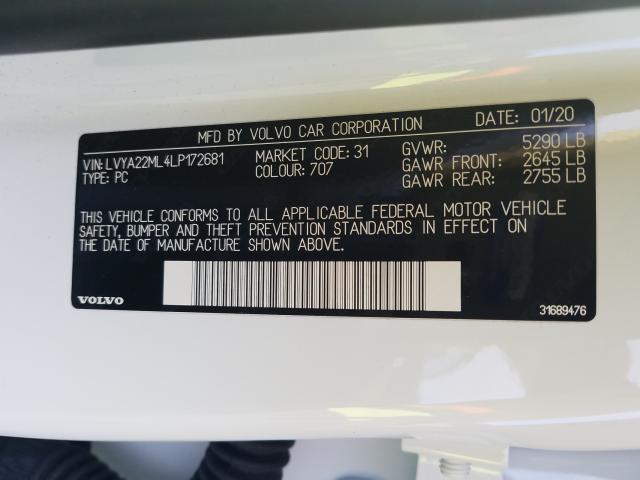 MFD BY VOLVO CAR CORPORATION DATE: 01/20
VIN: LVYA22ML4LP172681 MARKET CODE: 31 GVWR: 5290 LB
TYPE: PC COLOUR: 707 GAWR FRONT: 2645 LB
GAWR REAR: 2755 LB
THIS VEHICLE CONFORMS TO ALL APPLICABLE FEDERAL MOTOR VEHICLE
SAFETY, BUMPER AND THEFT PREVENTION STANDARDS IN EFFECT ON
THE DATE OF MANUFACTURE SHOWN ABOVE.
VOLVO 31689476